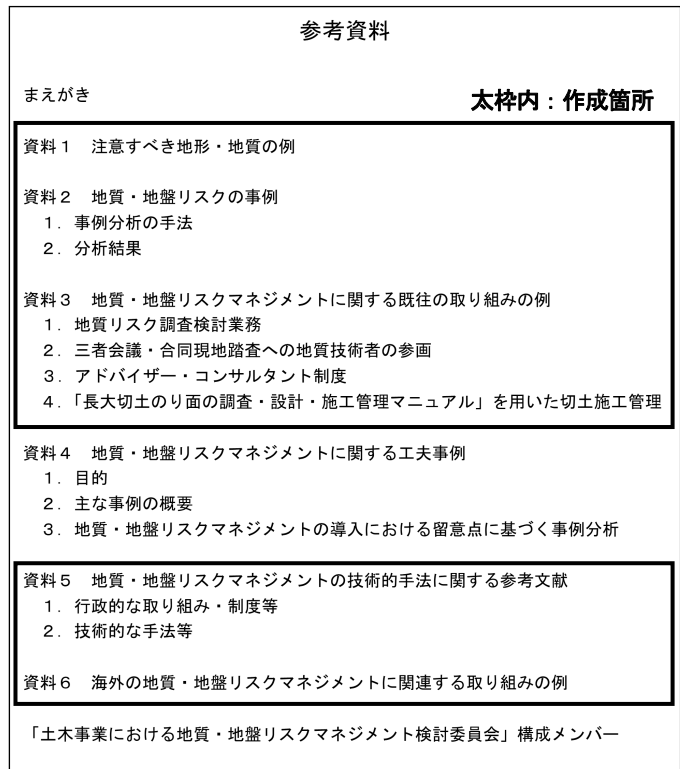 参考資料
まえがき
太枠内：作成箇所
資料１　注意すべき地形・地質の例
資料２　地質・地盤リスクの事例
１．事例分析の手法
２．分析結果
資料３　地質・地盤リスクマネジメントに関する既往の取り組みの例
１．地質リスク調査検討業務
２．三者会議・合同現地踏査への地質技術者の参画
３．アドバイザー・コンサルタント制度
４．「長大切土のり面の調査・設計・施工管理マニュアル」を用いた切土施工管理
資料４　地質・地盤リスクマネジメントに関する工夫事例
１．目的
２．主な事例の概要
３．地質・地盤リスクマネジメントの導入における留意点に基づく事例分析
資料５　地質・地盤リスクマネジメントの技術的手法に関する参考文献
１．行政的な取り組み・制度等
２．技術的な手法等
資料６　海外の地質・地盤リスクマネジメントに関連する取り組みの例
「土木事業における地質・地盤リスクマネジメント検討委員会」構成メンバー